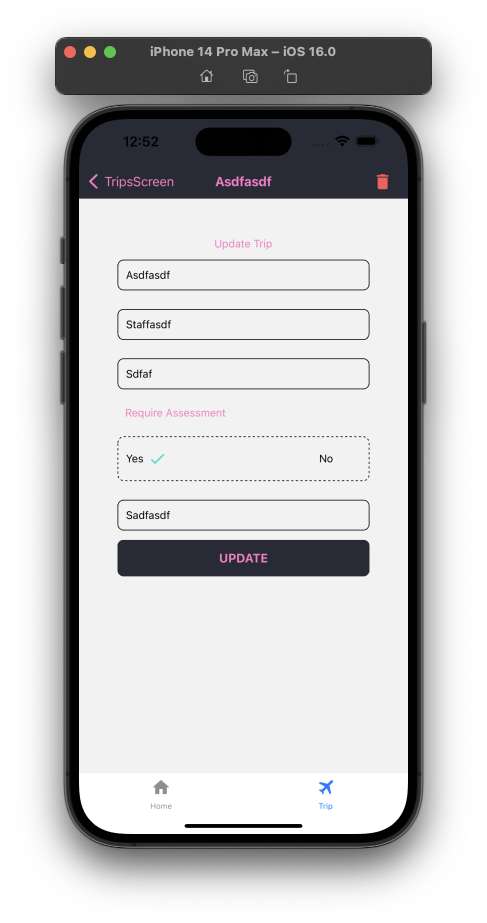 iPhone 14 Pro Max – iOS 16.0
12:52
TripsScreen
Asdfasdf
Update Trip
Asdfasdf
Staffasdf
Sdfaf
Require Assessment
Yes
No
Sadfasdf
UPDATE
Home
Trip